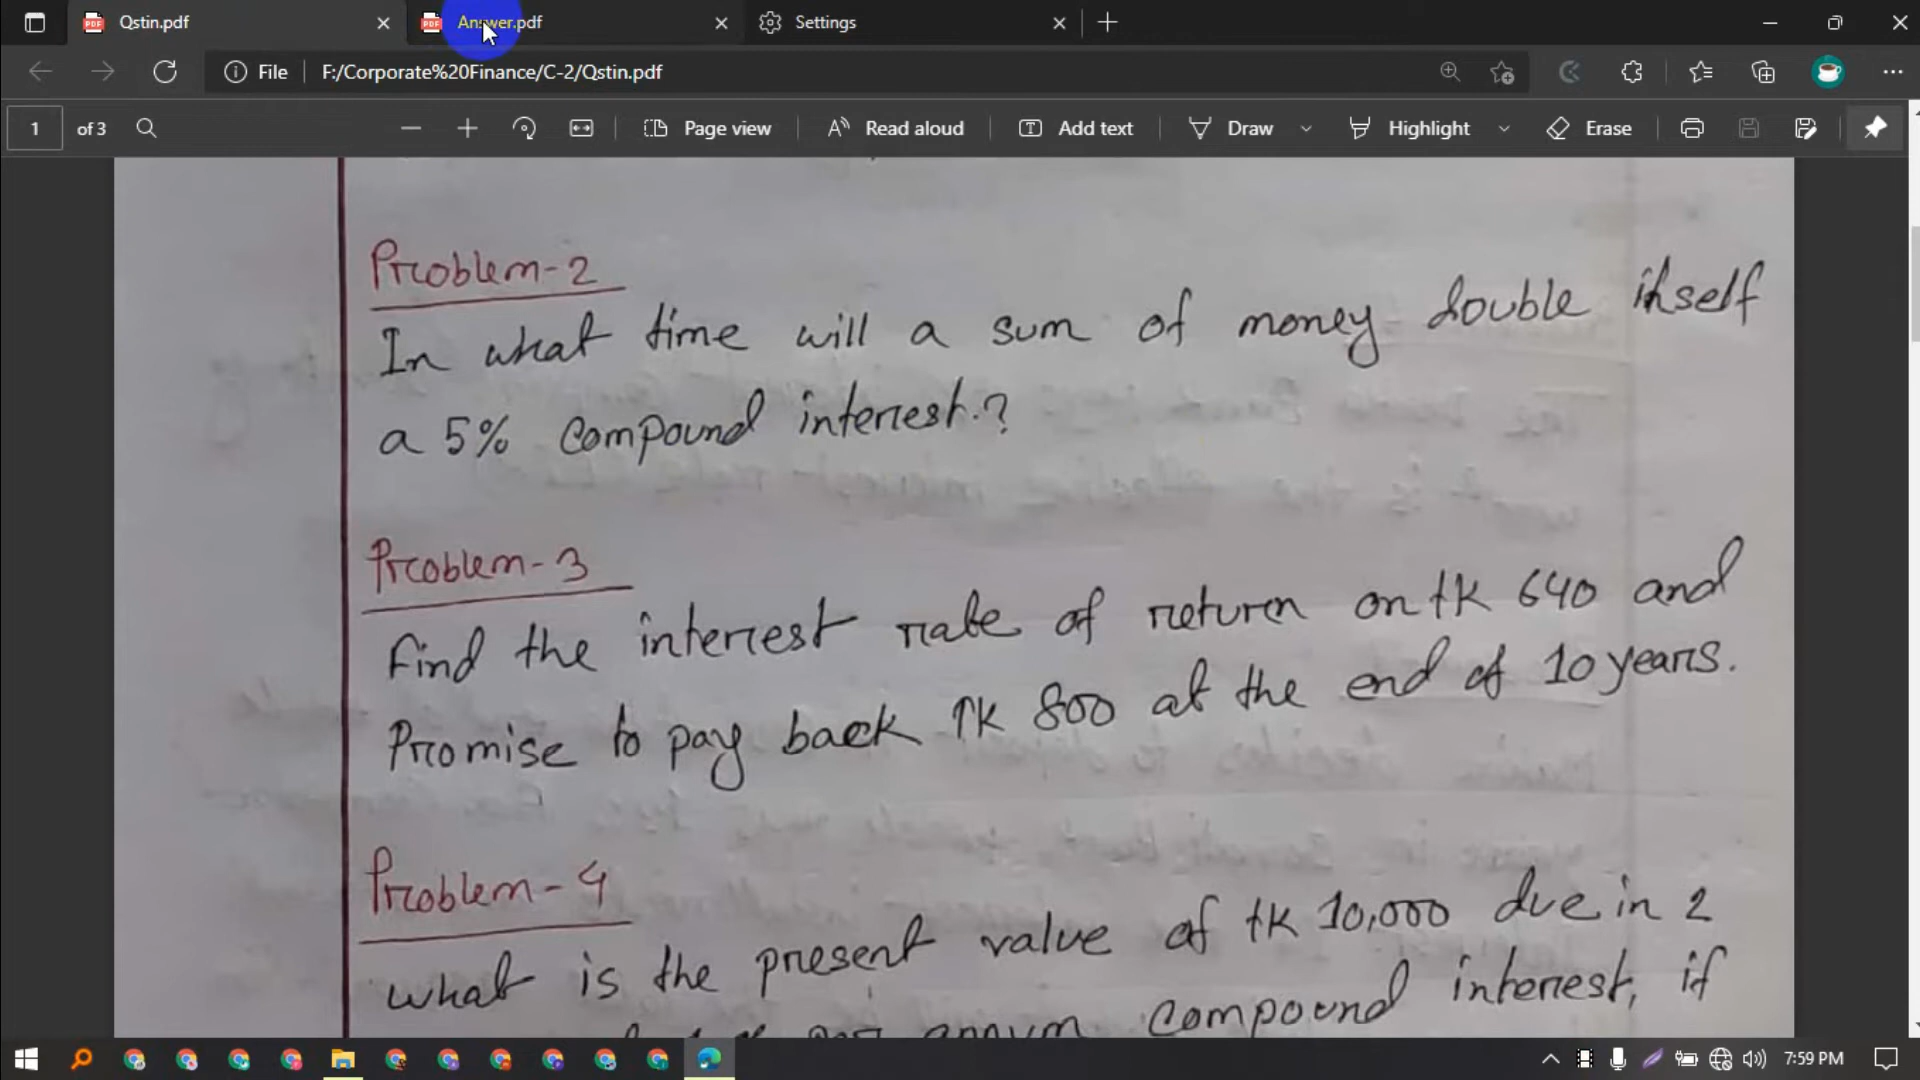 Qstin.pdf
Answer.pdf
Settings
File
F:/Corporate%20Finance/C-2/Qstin.pdf
1 of 3
Page view
Read aloud
Add text
Draw
Highlight
Erase
Problem-2
In what time will a sum of money double itself
a 5% compound interest.?
Problem-3
Find the interest rate of return on tk 640 and
Promise to pay back TK 800 at the end of 10 years.
Problem-4
what is the present value of tk 10,000 due in 2
annum compound interest, if
7:59 PM